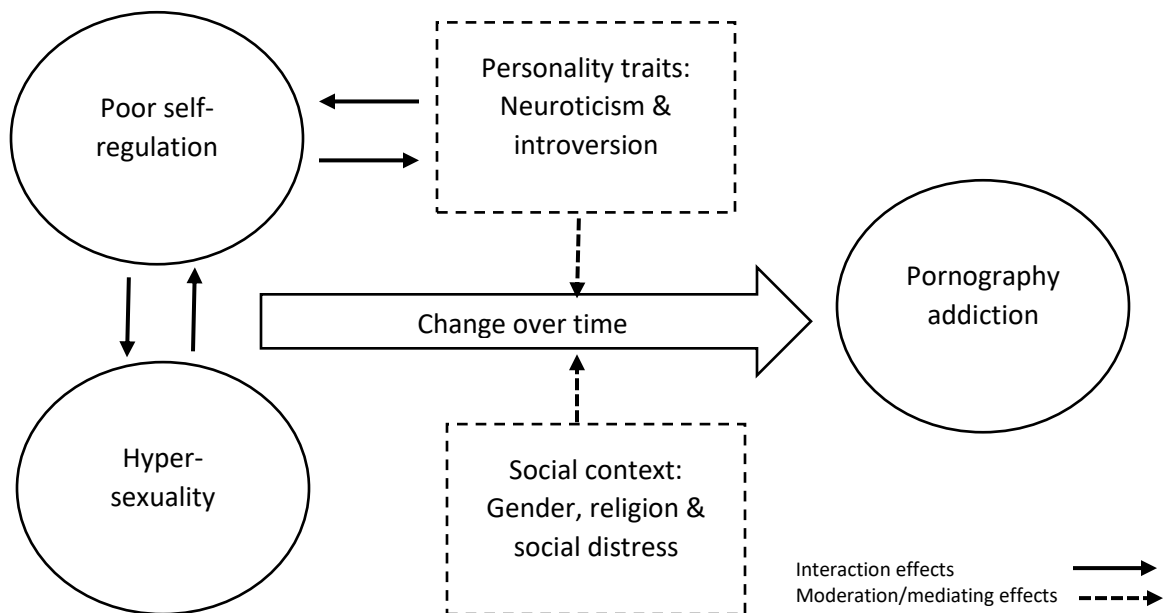 Poor self-
regulation
Personality traits:
Neuroticism &
introversion
Change over time
Pornography
addiction
Hyper-
sexuality
Social context:
Gender, religion &
social distress
Interaction effects
Moderation/mediating effects